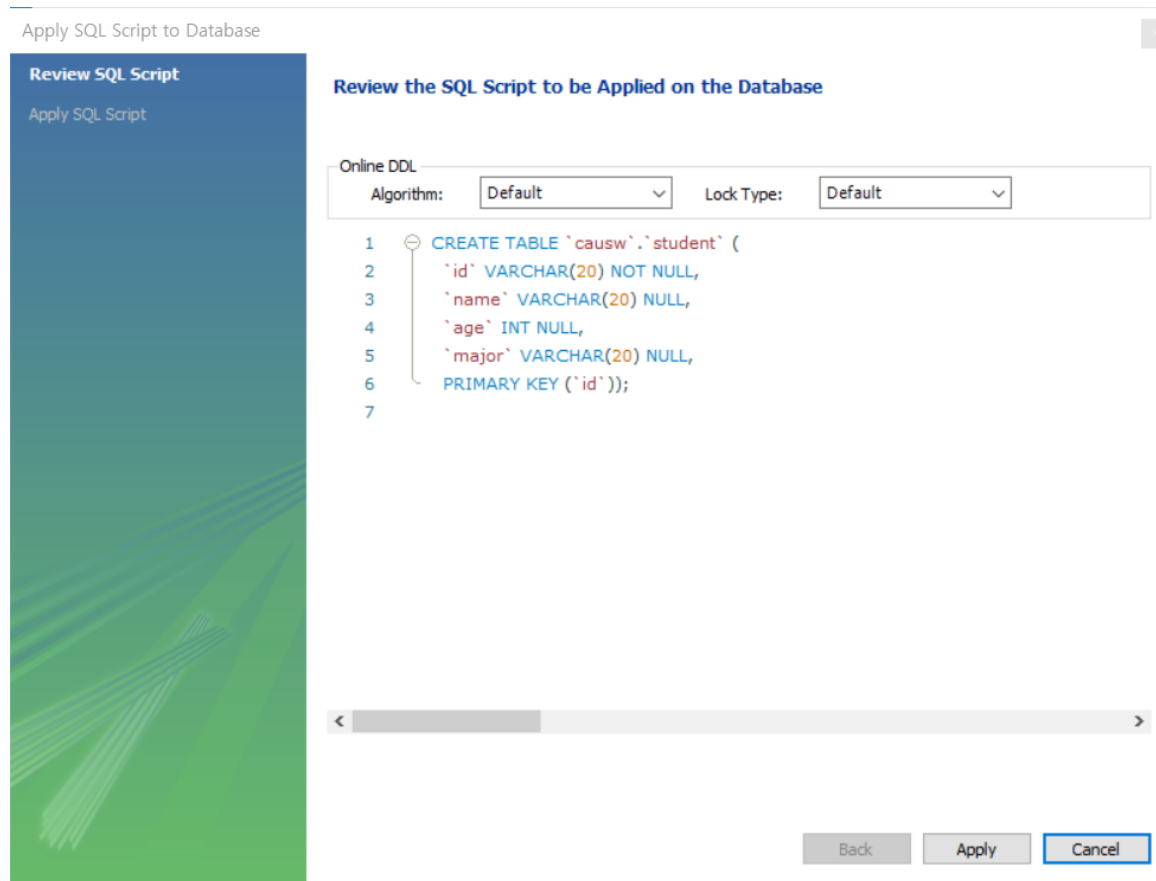 Apply SQL Script to Database
Review SQL Script
Apply SQL Script
Review the SQL Script to be Applied on the Database
Online DDL
Algorithm: Default Lock Type: Default
1 CREATE TABLE `causw`.`student` (
2 `id` VARCHAR(20) NOT NULL,
3 `name` VARCHAR(20) NULL,
4 `age` INT NULL,
5 `major` VARCHAR(20) NULL,
6 PRIMARY KEY (`id`));
7
Back Apply Cancel